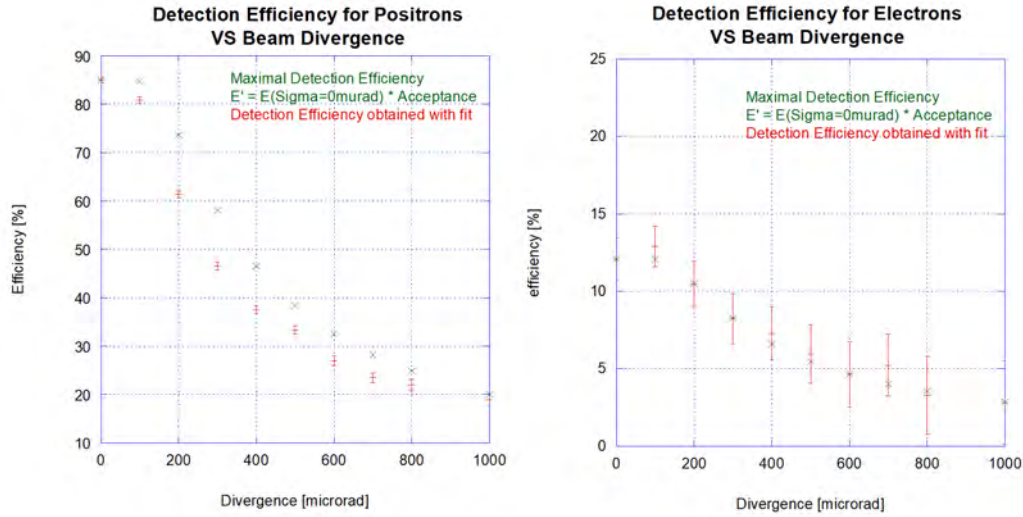 Detection Efficiency for Positrons
VS Beam Divergence
90
80
70
60
50
40
30
20
10
Efficiency [%]
Maximal Detection Efficiency
E' = E(Sigma=0murad) * Acceptance
Detection Efficiency obtained with fit
0
200
400
600
800
1000
Divergence [microrad]
Detection Efficiency for Electrons
VS Beam Divergence
25
20
15
10
5
0
efficiency [%]
Maximal Detection Efficiency
E' = E(Sigma=0murad) * Acceptance
Detection Efficiency obtained with fit
0
200
400
600
800
1000
Divergence [microrad]